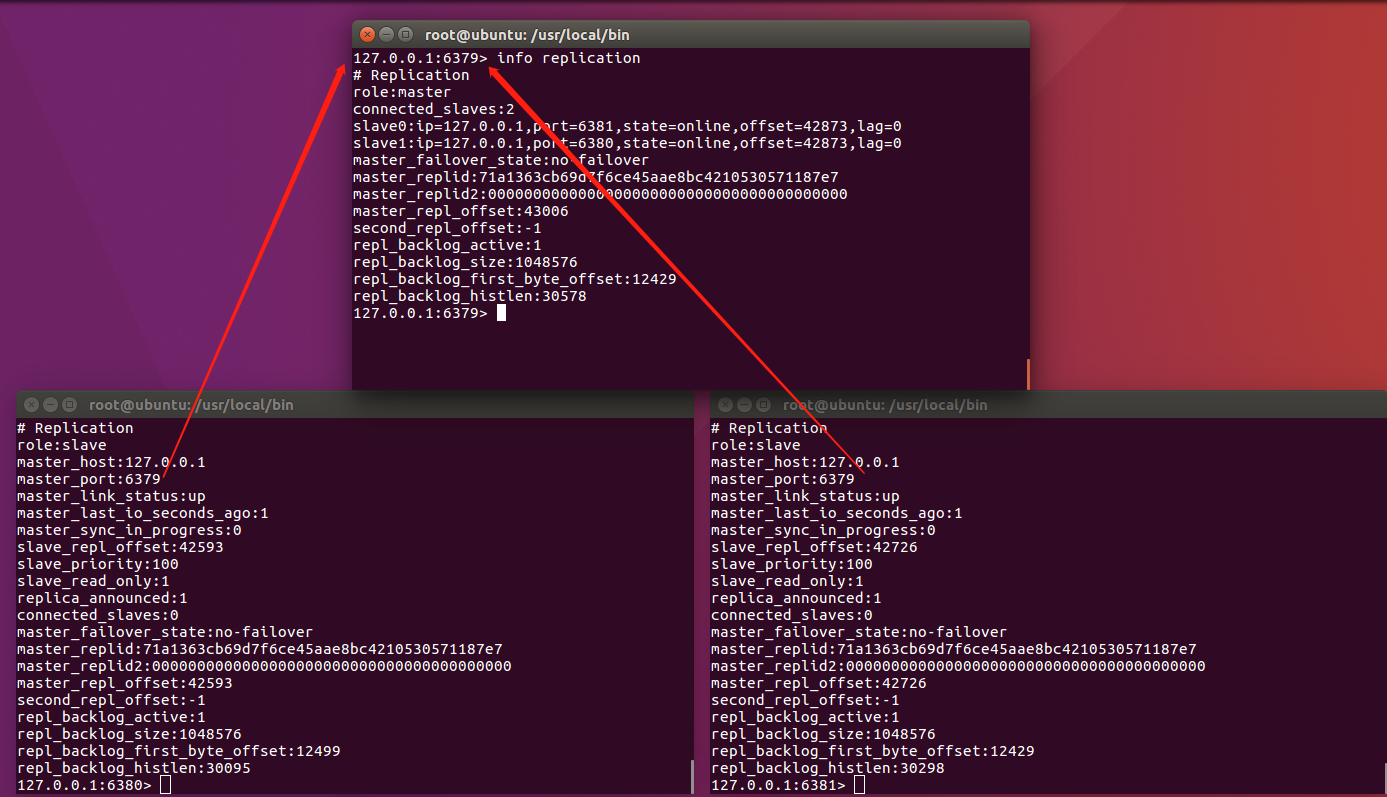 root@ubuntu: /usr/local/bin
127.0.0.1:6379> info replication
# Replication
role:master
connected_slaves:2
slave0:ip=127.0.0.1,port=6381,state=online,offset=42873,lag=0
slave1:ip=127.0.0.1,port=6380,state=online,offset=42873,lag=0
master_failover_state:no-failover
master_replid:71a1363cb69d7f6ce45aae8bc4210530571187e7
master_replid2:0000000000000000000000000000000000000000
master_repl_offset:43006
second_repl_offset:-1
repl_backlog_active:1
repl_backlog_size:1048576
repl_backlog_first_byte_offset:12429
repl_backlog_histlen:30578
127.0.0.1:6379>
root@ubuntu: /usr/local/bin
# Replication
role:slave
master_host:127.0.0.1
master_port:6379
master_link_status:up
master_last_io_seconds_ago:1
master_sync_in_progress:0
slave_repl_offset:42593
slave_priority:100
slave_read_only:1
replica_announced:1
connected_slaves:0
master_failover_state:no-failover
master_replid:71a1363cb69d7f6ce45aae8bc4210530571187e7
master_replid2:0000000000000000000000000000000000000000
master_repl_offset:42593
second_repl_offset:-1
repl_backlog_active:1
repl_backlog_size:1048576
repl_backlog_first_byte_offset:12499
repl_backlog_histlen:30095
127.0.0.1:6380>
root@ubuntu: /usr/local/bin
# Replication
role:slave
master_host:127.0.0.1
master_port:6379
master_link_status:up
master_last_io_seconds_ago:1
master_sync_in_progress:0
slave_repl_offset:42726
slave_priority:100
slave_read_only:1
replica_announced:1
connected_slaves:0
master_failover_state:no-failover
master_replid:71a1363cb69d7f6ce45aae8bc4210530571187e7
master_replid2:0000000000000000000000000000000000000000
master_repl_offset:42726
second_repl_offset:-1
repl_backlog_active:1
repl_backlog_size:1048576
repl_backlog_first_byte_offset:12429
repl_backlog_histlen:30298
127.0.0.1:6381>